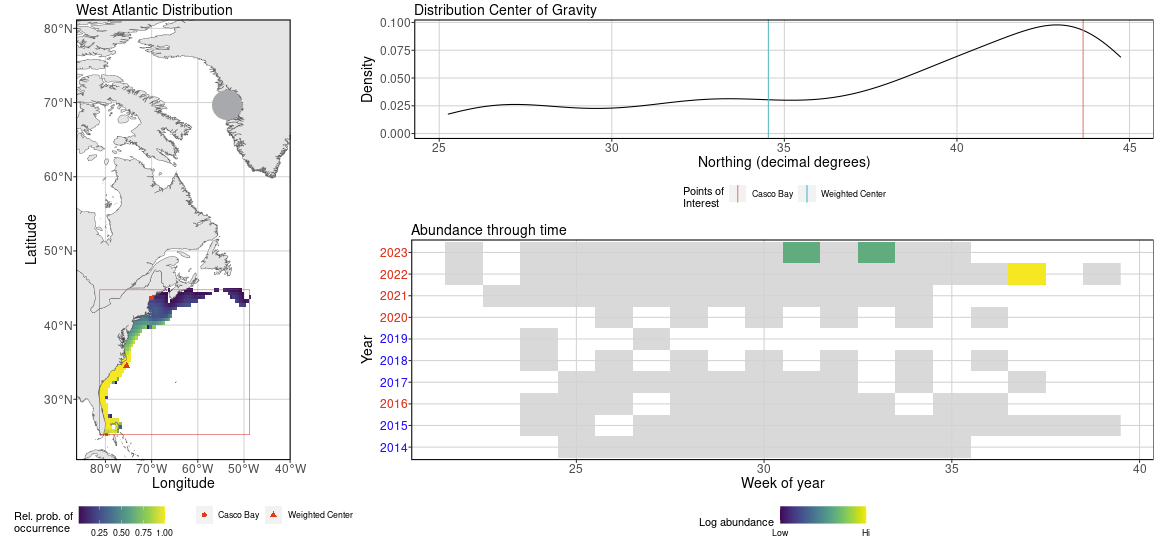 West Atlantic Distribution
80°N
70°N
60°N
50°N
40°N
30°N
Latitude
80°W 70°W 60°W 50°W 40°W
Longitude
Rel. prob. of
occurrence
0.25 0.50 0.75 1.00
Casco Bay
Weighted Center
Distribution Center of Gravity
0.100
0.075
0.050
0.025
0.000
Density
25 30 35 40 45
Northing (decimal degrees)
Points of
Interest
Casco Bay
Weighted Center
Abundance through time
2023
2022
2021
2020
2019
2018
2017
2016
2015
2014
Year
25 30 35 40
Week of year
Log abundance
Low Hi